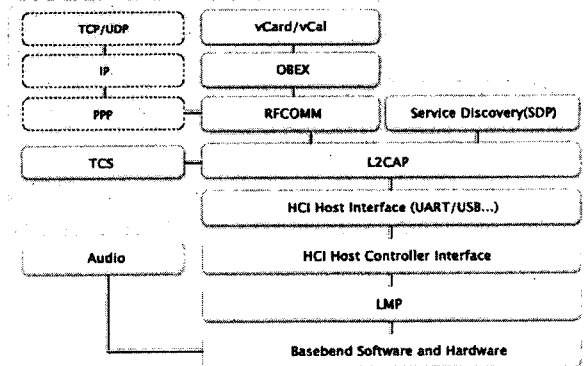 TCP/UDP vCard/vCal
IP OBEX
PPP RFCOMM Service Discovery(SDP)
TCS L2CAP
HCI Host Interface (UART/USB...)
Audio HCI Host Controller Interface
LMP
Basebend Software and Hardware